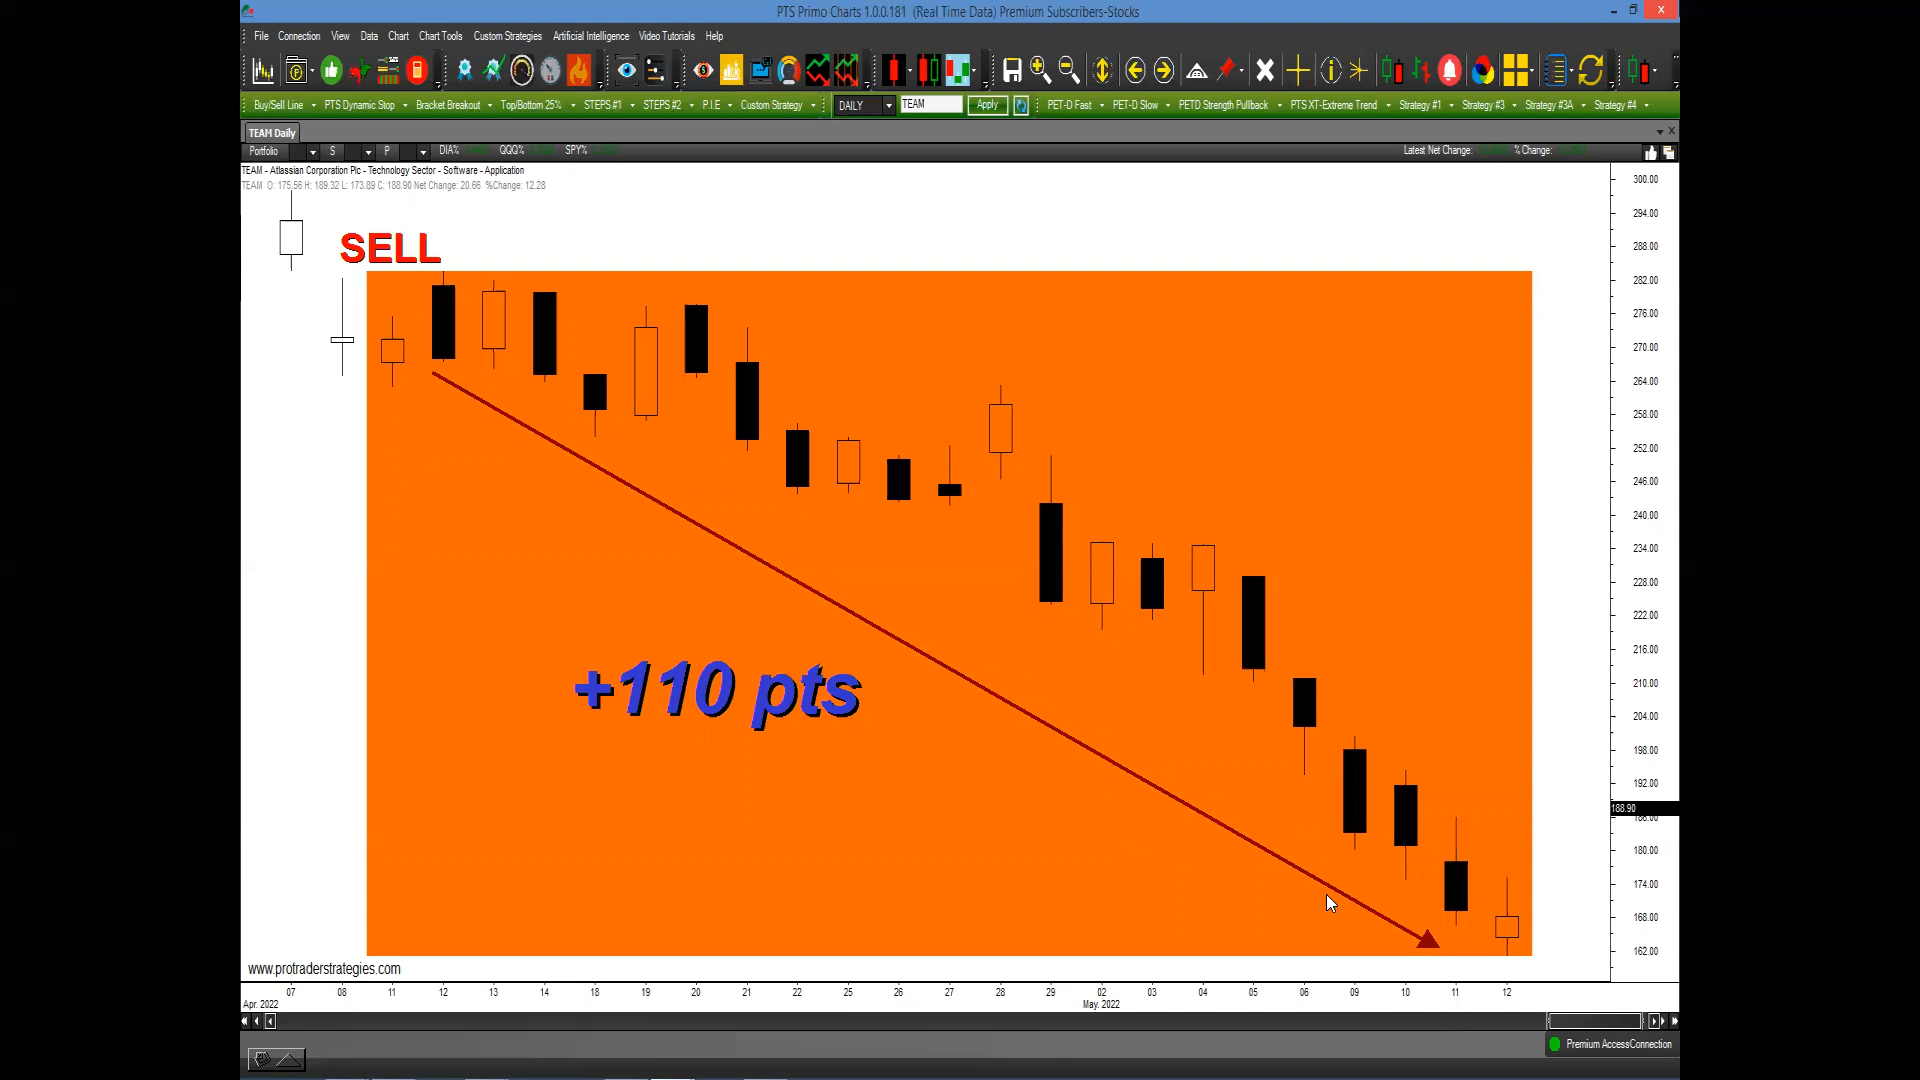 PTS Primo Charts 1.0.0.181 (Real Time Data) Premium Subscribers-Stocks
File Connection View Data Chart Chart Tools Custom Strategies Artificial Intelligence Video Tutorials Help
Buy/Sell Line PTS Dynamic Stop Bracket Breakout Top/Bottom 25% STEPS #1 STEPS #2 P.I.E Custom Strategy DAILY TEAM Apply PET-D Fast PET-D Slow PETD Strength Pullback PTS XT-Extreme Trend Strategy #1 Strategy #3 Strategy #3A Strategy #4
TEAM Daily
Portfolio S P DIA% QQQ% SPY% Latest Net Change: % Change:
TEAM - Atlassian Corporation Plc - Technology Sector - Software - Application
TEAM O: 175.56 H: 189.32 L: 173.89 C: 188.90 Net Change: 20.66 %Change: 12.28
SELL
+110 pts
300.00
294.00
288.00
282.00
276.00
270.00
264.00
258.00
252.00
246.00
240.00
234.00
228.00
222.00
216.00
210.00
204.00
198.00
192.00
188.90
186.00
180.00
174.00
168.00
162.00
www.protraderstrategies.com
07 08 11 12 13 14 18 19 20 21 22 25 26 27 28 29 02 03 04 05 06 09 10 11 12
Apr. 2022 May. 2022
Premium AccessConnection